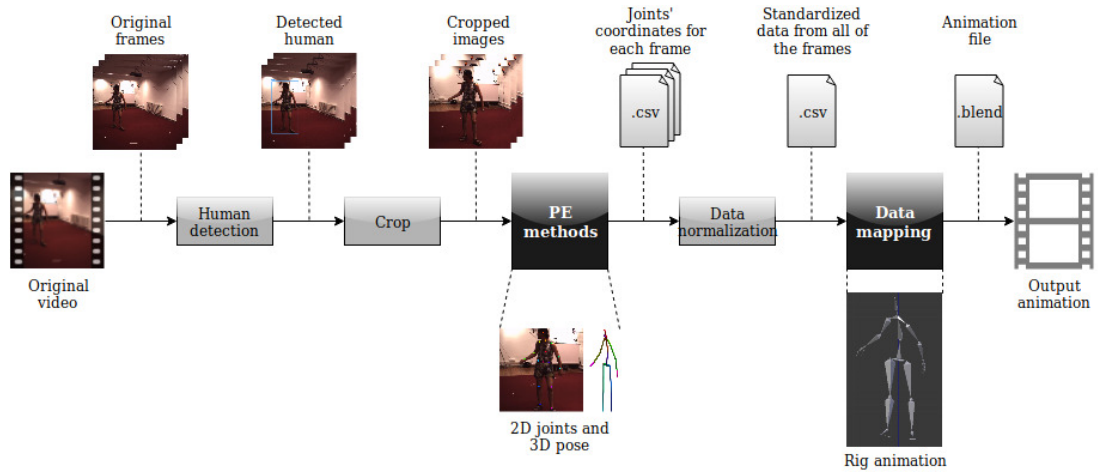 Original
frames
Detected
human
Cropped
images
Joints'
coordinates for
each frame
Standardized
data from all of
the frames
Animation
file
.csv
.csv
.blend
Human
detection
Crop
PE
methods
Data
normalization
Data
mapping
Original
video
Output
animation
2D joints and
3D pose
Rig animation